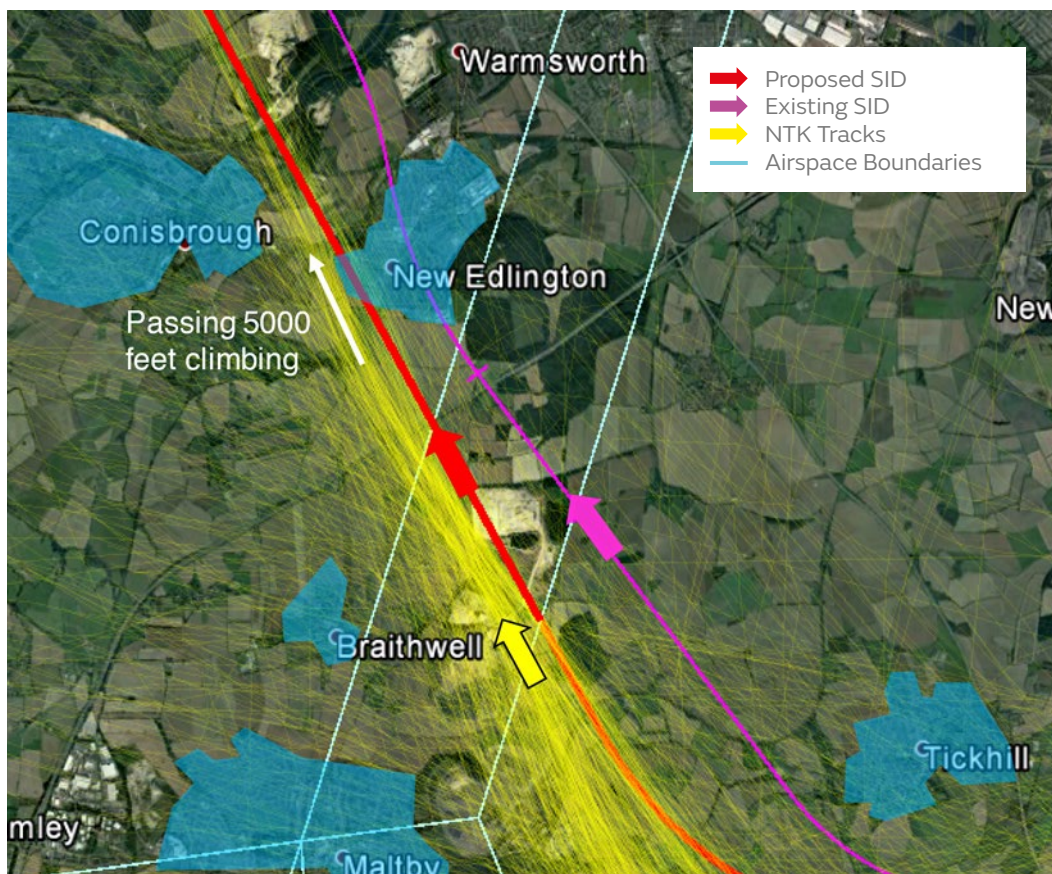 Warmsworth
Proposed SID
Existing SID
NTK Tracks
Airspace Boundaries
Conisbrough
New Edlington
New
Passing 5000
feet climbing
Braithwell
Tickhill
mley
Maltby